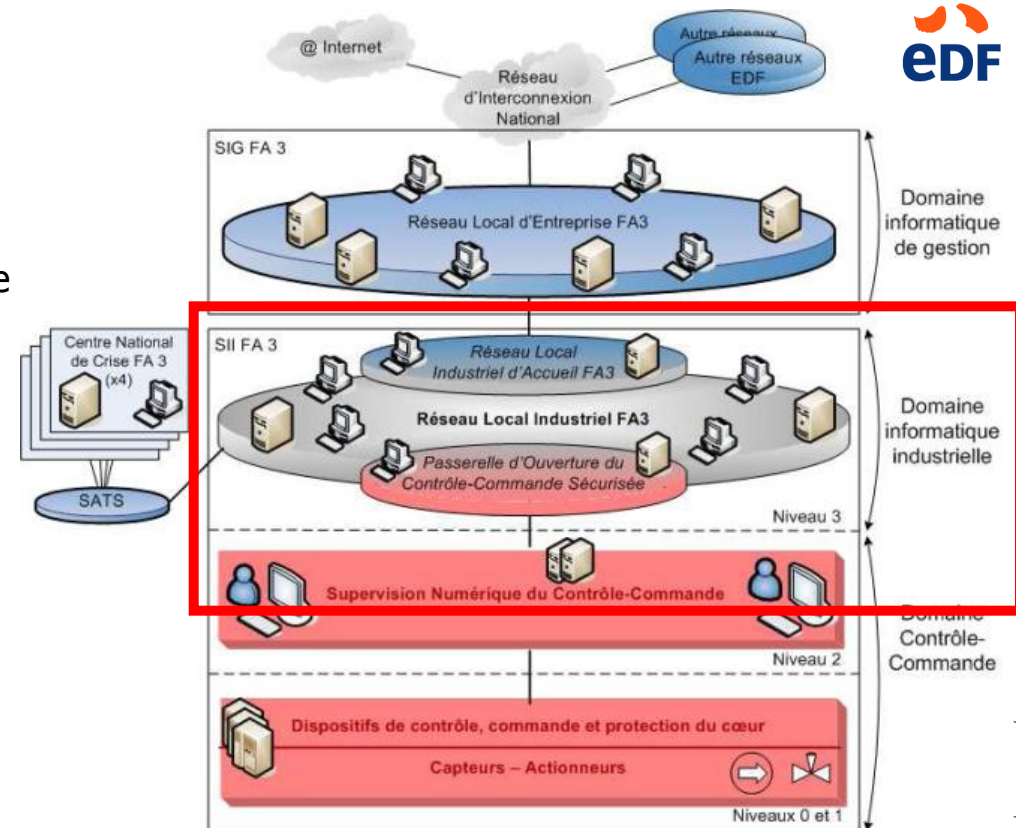 eDF
@ Internet
Autre réseaux
Autre réseaux
EDF
Réseau
d'Interconnexion
National
SIG FA 3
Réseau Local d'Entreprise FA3
Domaine
informatique
de gestion
e
Centre National
de Crise FA 3
(x4)
SATS
SII FA 3
Réseau Local
Industriel d'Accueil FA3
Réseau Local Industriel FA3
Passerelle d'Ouverture du
Contrôle-Commande Sécurisée
Niveau 3
Domaine
informatique
industrielle
Supervision Numérique du Contrôle-Commande
Niveau 2
Domaine
Contrôle-
Commande
Dispositifs de contrôle, commande et protection du cœur
Capteurs – Actionneurs
Niveaux 0 et 1